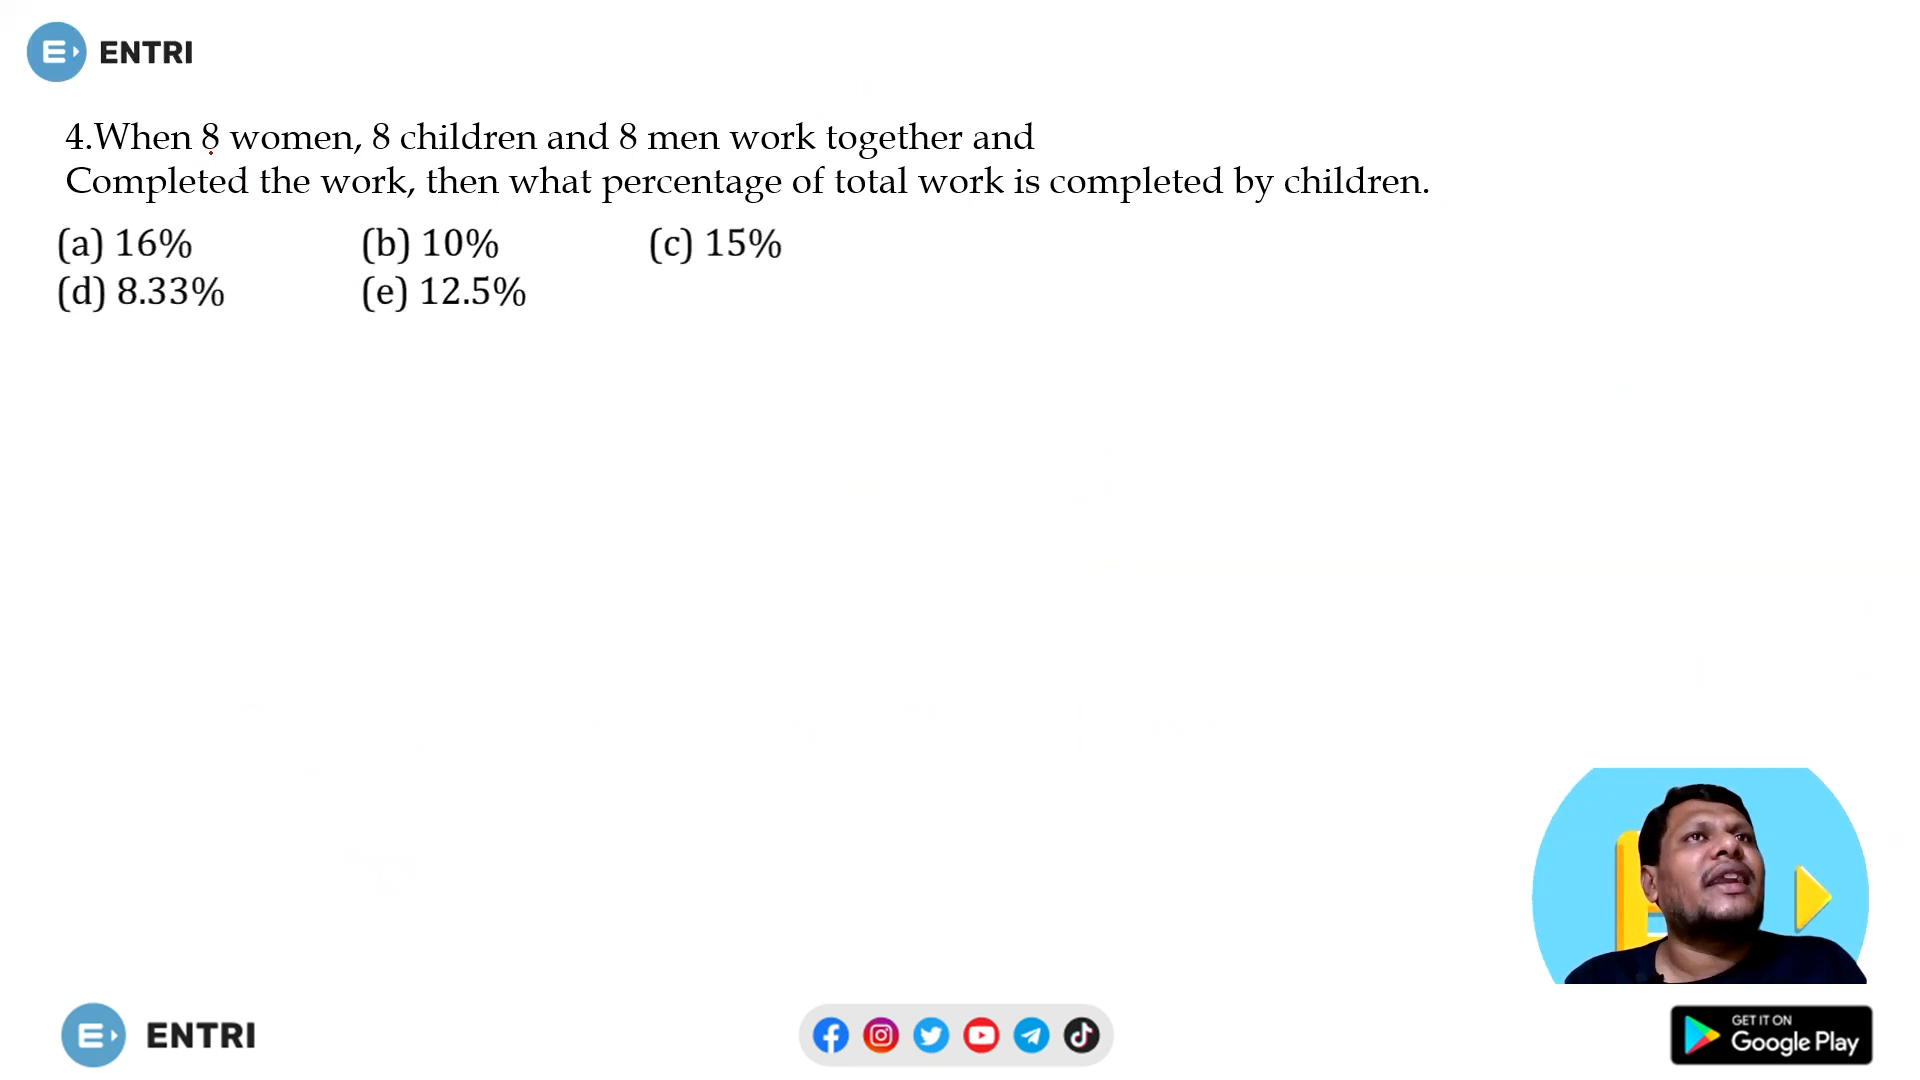 ENTRI
4.When 8 women, 8 children and 8 men work together and
Completed the work, then what percentage of total work is completed by children.
(a) 16% (b) 10% (c) 15%
(d) 8.33% (e) 12.5%
ENTRI
GET IT ON
Google Play